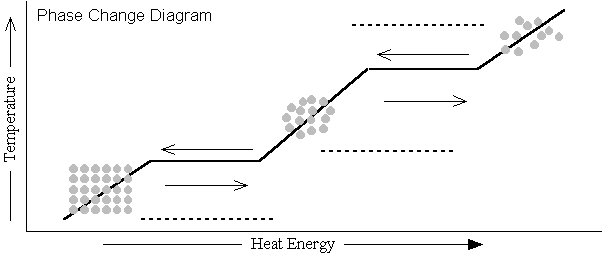 Phase Change Diagram
Temperature
Heat Energy